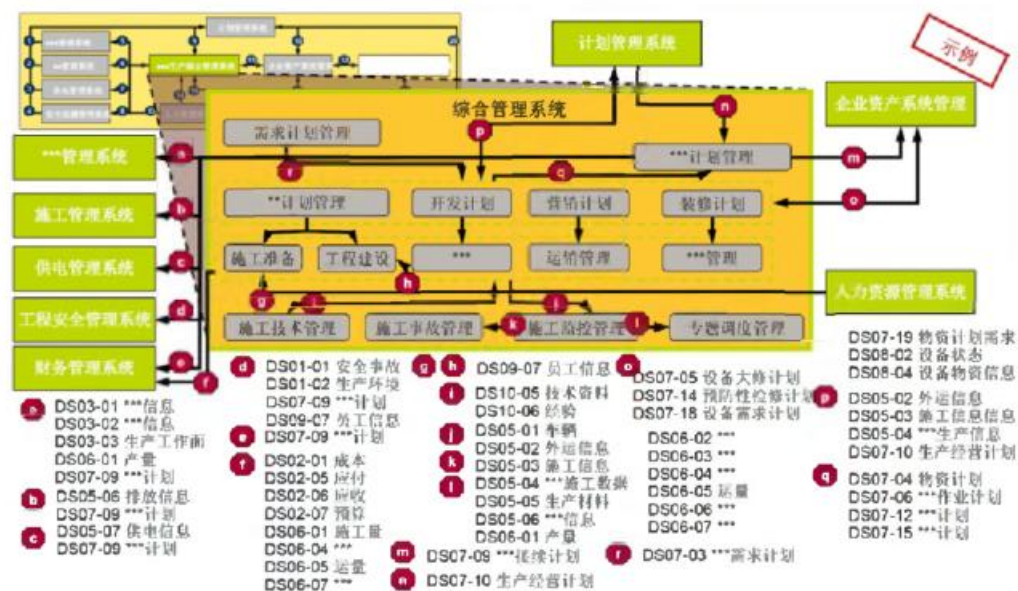 计划管理系统
示例
综合管理系统
企业资产系统管理
需求计划管理
n
p
***管理系统
a
***计划管理
m
r
q
施工管理系统
b
**计划管理
开发计划
营销计划
装修计划
o
供电管理系统
c
施工准备
工程建设
***
运销管理
***管理
h
g
人力资源管理系统
工程安全管理系统
d
施工技术管理
施工事故管理
k
施工监控管理
l
专题调度管理
财务管理系统
e
f
a
DS03-01 ***信息
DS03-02 ***信息
DS03-03 生产工作面
DS06-01 产量
DS07-09 ***计划
b
DS05-06 排放信息
DS07-09 ***计划
c
DS05-07 供电信息
DS07-09 ***计划
d
DS01-01 安全事故
DS01-02 生产环境
DS07-09 ***计划
DS09-07 员工信息
e
DS07-09 ***计划
f
DS02-01 成本
DS02-05 应付
DS02-06 应收
DS02-07 预算
DS06-01 施工量
DS06-04 ***
DS06-05 运量
DS06-07 ***
g h
DS09-07 员工信息
i
DS10-05 技术资料
DS10-06 经验
j
DS05-01 车辆
DS05-02 外运信息
k
DS05-03 施工信息
l
DS05-04 ***施工数据
DS05-05 生产材料
DS05-06 ***信息
DS06-01 产量
m
DS07-09 ***接续计划
n
DS07-10 生产经营计划
o
DS07-05 设备大修计划
DS07-14 预防性检修计划
DS07-18 设备需求计划
DS06-02 ***
DS06-03 ***
DS06-04 ***
DS06-05 运量
DS06-06 ***
DS06-07 ***
r
DS07-03 ***需求计划
DS07-19 物资计划需求
DS08-02 设备状态
DS08-04 设备物资信息
p
DS05-02 外运信息
DS05-03 施工信息信息
DS05-04 ***生产信息
DS07-10 生产经营计划
q
DS07-04 物资计划
DS07-06 ***作业计划
DS07-12 ***计划
DS07-15 ***计划